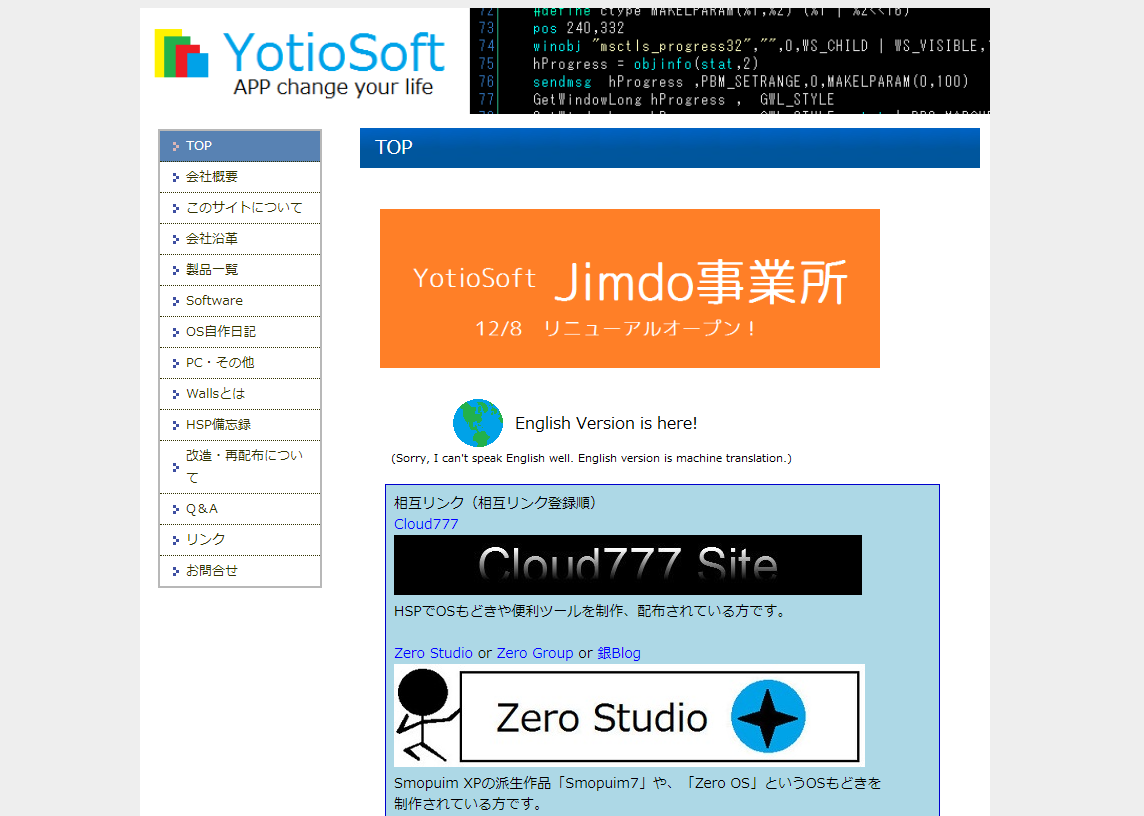 YotioSoft
APP change your life
72 #define ctype MAKELPARAM(%1,%2) (%1 | %2<<16)
73 pos 240,332
74 winobj "msctls_progress32","",0,WS_CHILD | WS_VISIBLE,
75 hProgress = objinfo(stat,2)
76 sendmsg hProgress ,PBM_SETRANGE,0,MAKELPARAM(0,100)
77 GetWindowLong hProgress , GWL_STYLE
TOP
会社概要
このサイトについて
会社沿革
製品一覧
Software
OS自作日記
PC・その他
Wallsとは
HSP備忘録
改造・再配布につい
て
Q&A
リンク
お問合せ
TOP
YotioSoft Jimdo事業所
12/8 リニューアルオープン！
English Version is here!
(Sorry, I can't speak English well. English version is machine translation.)
相互リンク（相互リンク登録順）
Cloud777
Cloud777 Site
HSPでOSもどきや便利ツールを制作、配布されている方です。
Zero Studio or Zero Group or 銀Blog
Zero Studio
Smopuim XPの派生作品「Smopuim7」や、「Zero OS」というOSもどきを
制作されている方です。